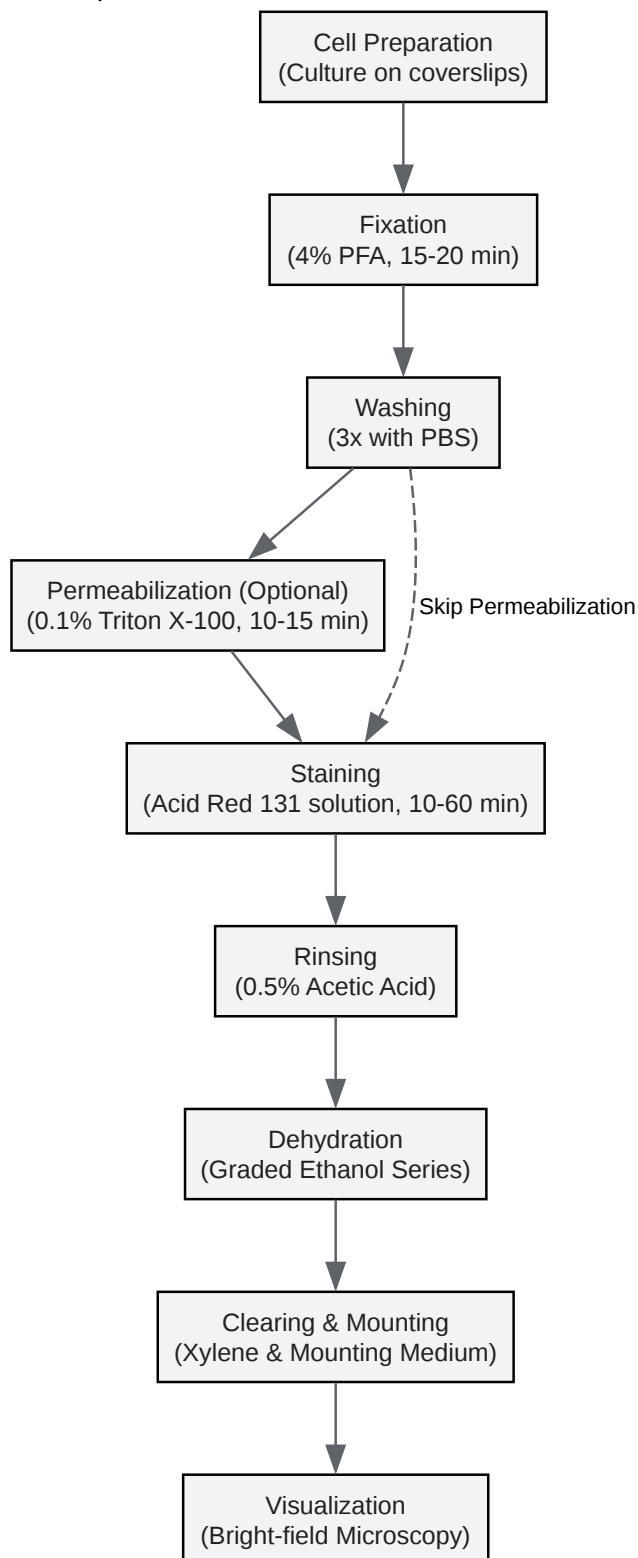 Cell Preparation
(Culture on coverslips)
Fixation
(4% PFA, 15-20 min)
Washing
(3x with PBS)
Permeabilization (Optional)
(0.1% Triton X-100, 10-15 min)
Skip Permeabilization
Staining
(Acid Red 131 solution, 10-60 min)
Rinsing
(0.5% Acetic Acid)
Dehydration
(Graded Ethanol Series)
Clearing & Mounting
(Xylene & Mounting Medium)
Visualization
(Bright-field Microscopy)